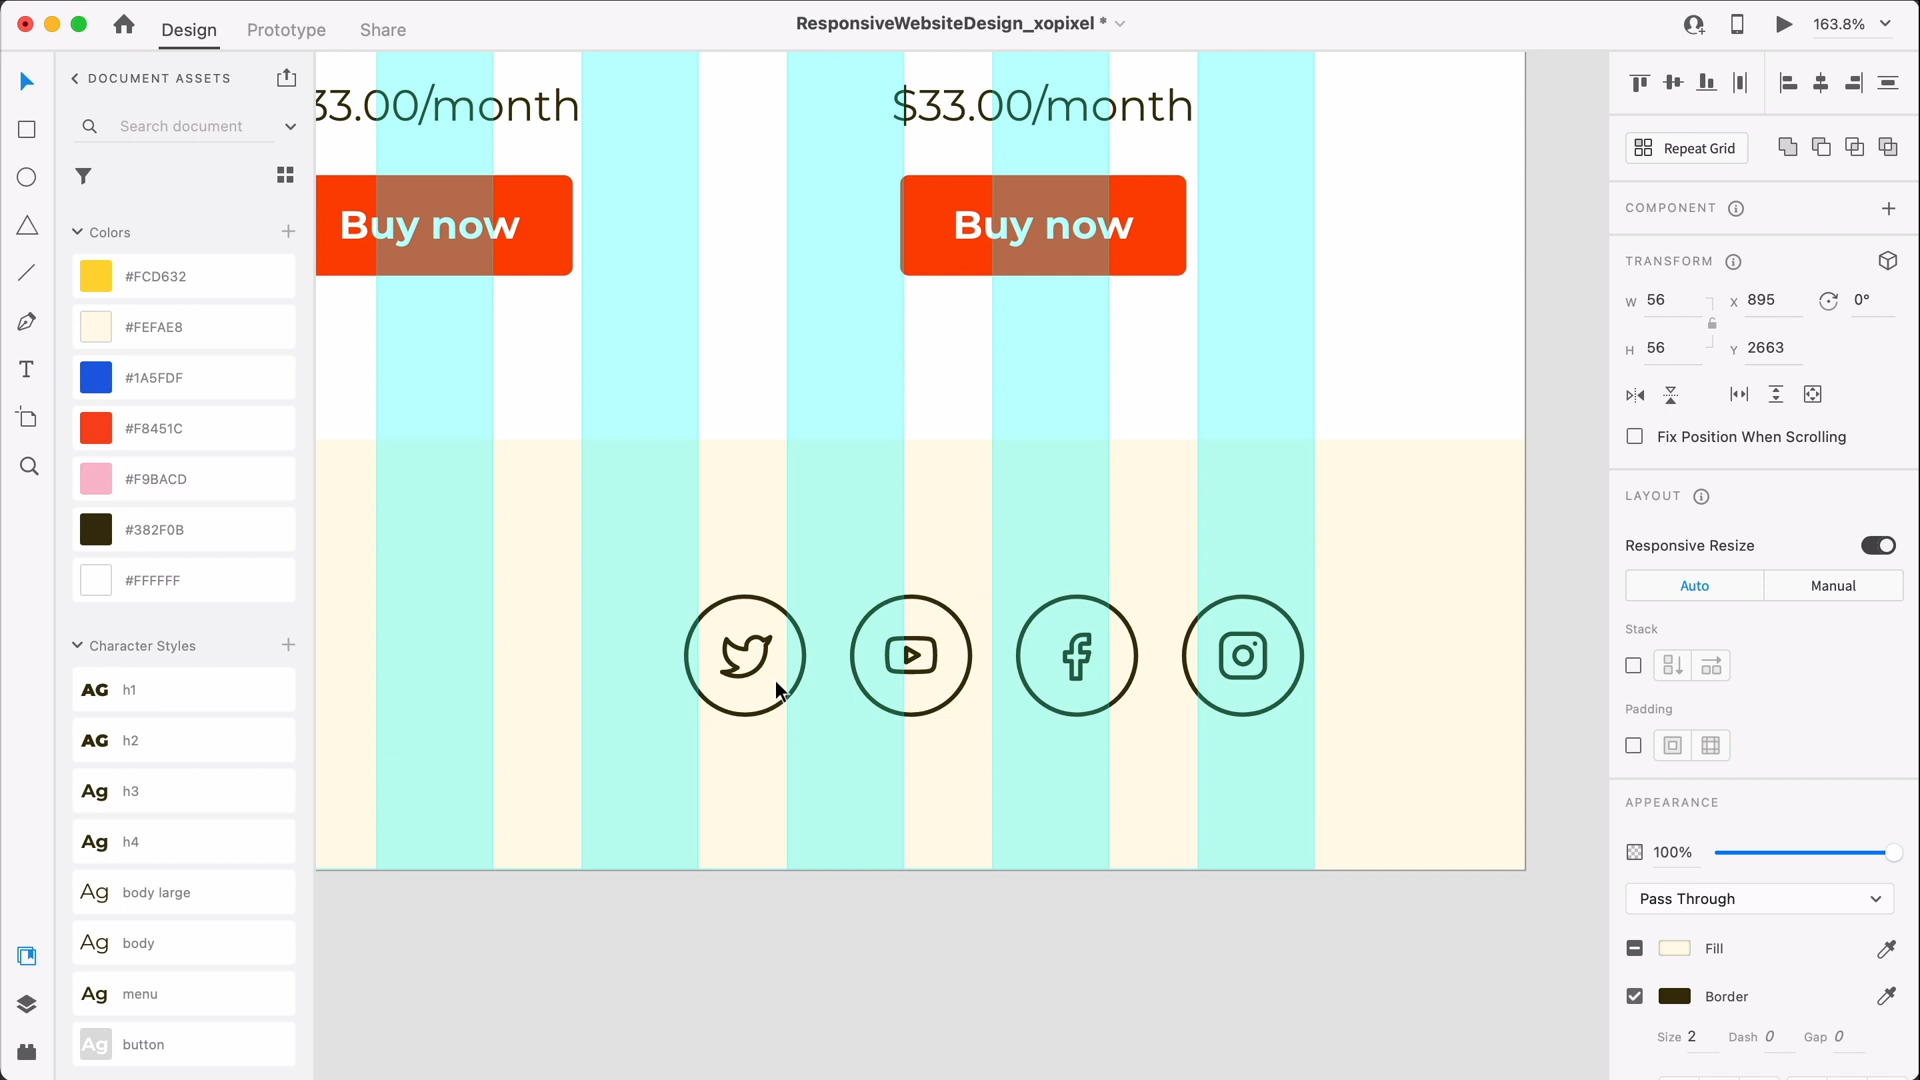 Design
Prototype
Share
ResponsiveWebsiteDesign_xopixel *
163.8%
DOCUMENT ASSETS
Search document
Colors
#FCD632
#FEFAE8
#1A5FDF
#F8451C
#F9BACD
#382F0B
#FFFFFF
Character Styles
AG h1
AG h2
Ag h3
Ag h4
Ag body large
Ag body
Ag menu
Ag button
33.00/month
$33.00/month
Buy now
Buy now
Repeat Grid
COMPONENT
TRANSFORM
W 56
X 895
0°
H 56
Y 2663
Fix Position When Scrolling
LAYOUT
Responsive Resize
Auto
Manual
Stack
Padding
APPEARANCE
100%
Pass Through
Fill
Border
Size 2
Dash 0
Gap 0